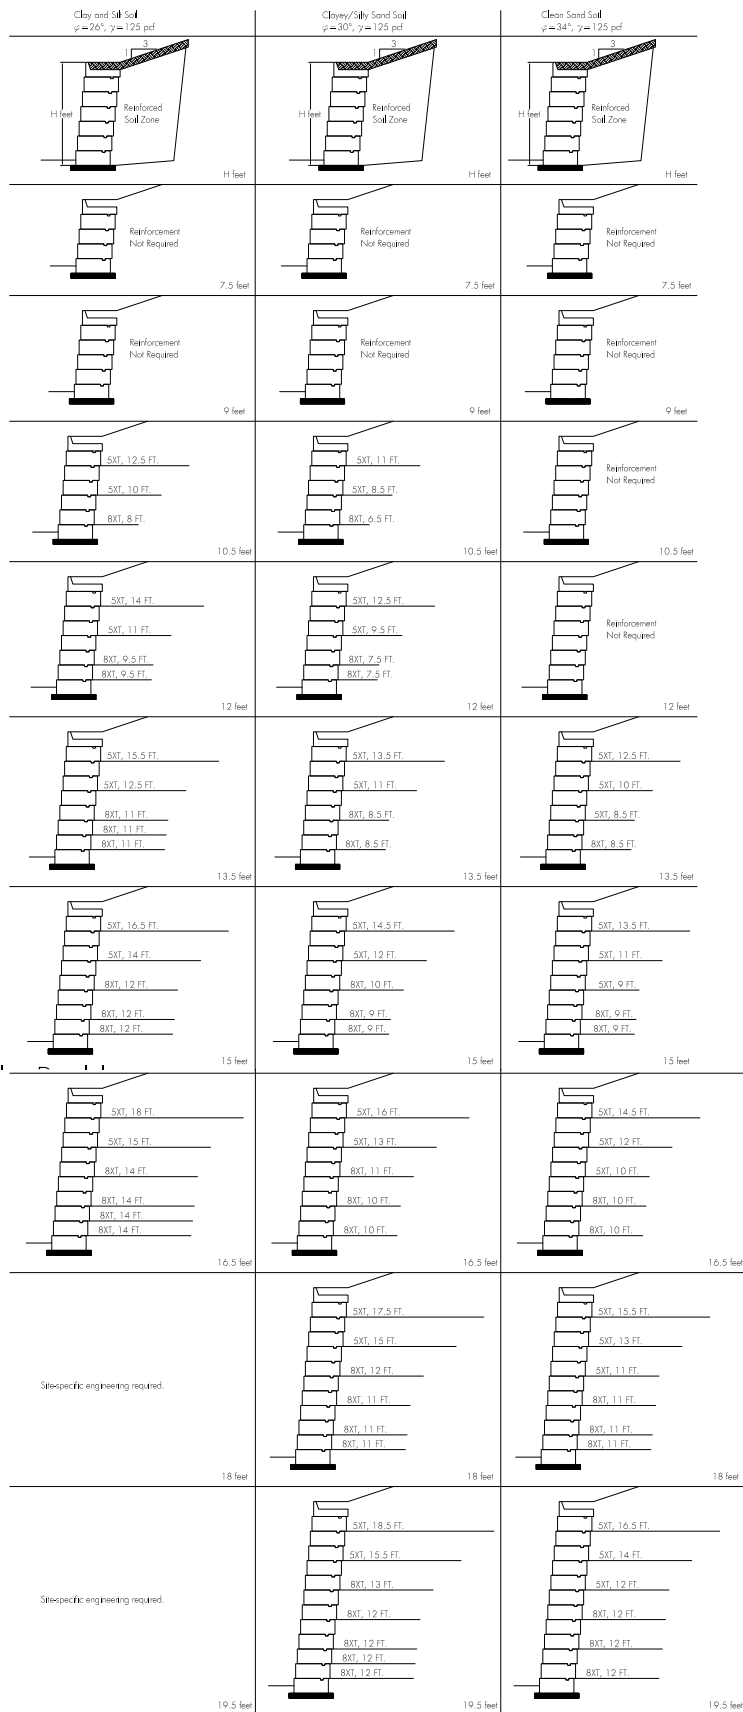 Clay and Silt Soil
φ=26°, γ=125 pcf
Clayey/Silly Sand Soil
φ=30°, γ=125 pcf
Clean Sand Soil
φ=34°, γ=125 pcf
3
1
H feet
Reinforced
Soil Zone
H feet
3
1
H feet
Reinforced
Soil Zone
H feet
3
1
H feet
Reinforced
Soil Zone
H feet
Reinforcement
Not Required
7.5 feet
Reinforcement
Not Required
7.5 feet
Reinforcement
Not Required
7.5 feet
Reinforcement
Not Required
9 feet
Reinforcement
Not Required
9 feet
Reinforcement
Not Required
9 feet
5XT, 12.5 FT.
5XT, 10 FT.
8XT, 8 FT.
10.5 feet
5XT, 11 FT.
5XT, 8.5 FT.
8XT, 6.5 FT.
10.5 feet
Reinforcement
Not Required
10.5 feet
5XT, 14 FT.
5XT, 11 FT.
8XT, 9.5 FT.
8XT, 9.5 FT.
12 feet
5XT, 12.5 FT.
5XT, 9.5 FT.
8XT, 7.5 FT.
8XT, 7.5 FT.
12 feet
Reinforcement
Not Required
12 feet
5XT, 15.5 FT.
5XT, 12.5 FT.
8XT, 11 FT.
8XT, 11 FT.
8XT, 11 FT.
13.5 feet
5XT, 13.5 FT.
5XT, 11 FT.
8XT, 8.5 FT.
8XT, 8.5 FT.
13.5 feet
5XT, 12.5 FT.
5XT, 10 FT.
5XT, 8.5 FT.
8XT, 8.5 FT.
13.5 feet
5XT, 16.5 FT.
5XT, 14 FT.
8XT, 12 FT.
8XT, 12 FT.
8XT, 12 FT.
15 feet
5XT, 14.5 FT.
5XT, 12 FT.
8XT, 10 FT.
8XT, 9 FT.
8XT, 9 FT.
15 feet
5XT, 13.5 FT.
5XT, 11 FT.
5XT, 9 FT.
8XT, 9 FT.
8XT, 9 FT.
15 feet
5XT, 18 FT.
5XT, 15 FT.
8XT, 14 FT.
8XT, 14 FT.
8XT, 14 FT.
8XT, 14 FT.
16.5 feet
5XT, 16 FT.
5XT, 13 FT.
8XT, 11 FT.
8XT, 10 FT.
8XT, 10 FT.
16.5 feet
5XT, 14.5 FT.
5XT, 12 FT.
5XT, 10 FT.
8XT, 10 FT.
8XT, 10 FT.
16.5 feet
Site-specific engineering required.
18 feet
5XT, 17.5 FT.
5XT, 15 FT.
8XT, 12 FT.
8XT, 11 FT.
8XT, 11 FT.
8XT, 11 FT.
18 feet
5XT, 15.5 FT.
5XT, 13 FT.
5XT, 11 FT.
8XT, 11 FT.
8XT, 11 FT.
8XT, 11 FT.
18 feet
Site-specific engineering required.
19.5 feet
5XT, 18.5 FT.
5XT, 15.5 FT.
8XT, 13 FT.
8XT, 12 FT.
8XT, 12 FT.
8XT, 12 FT.
8XT, 12 FT.
19.5 feet
5XT, 16.5 FT.
5XT, 14 FT.
5XT, 12 FT.
8XT, 12 FT.
8XT, 12 FT.
8XT, 12 FT.
19.5 feet